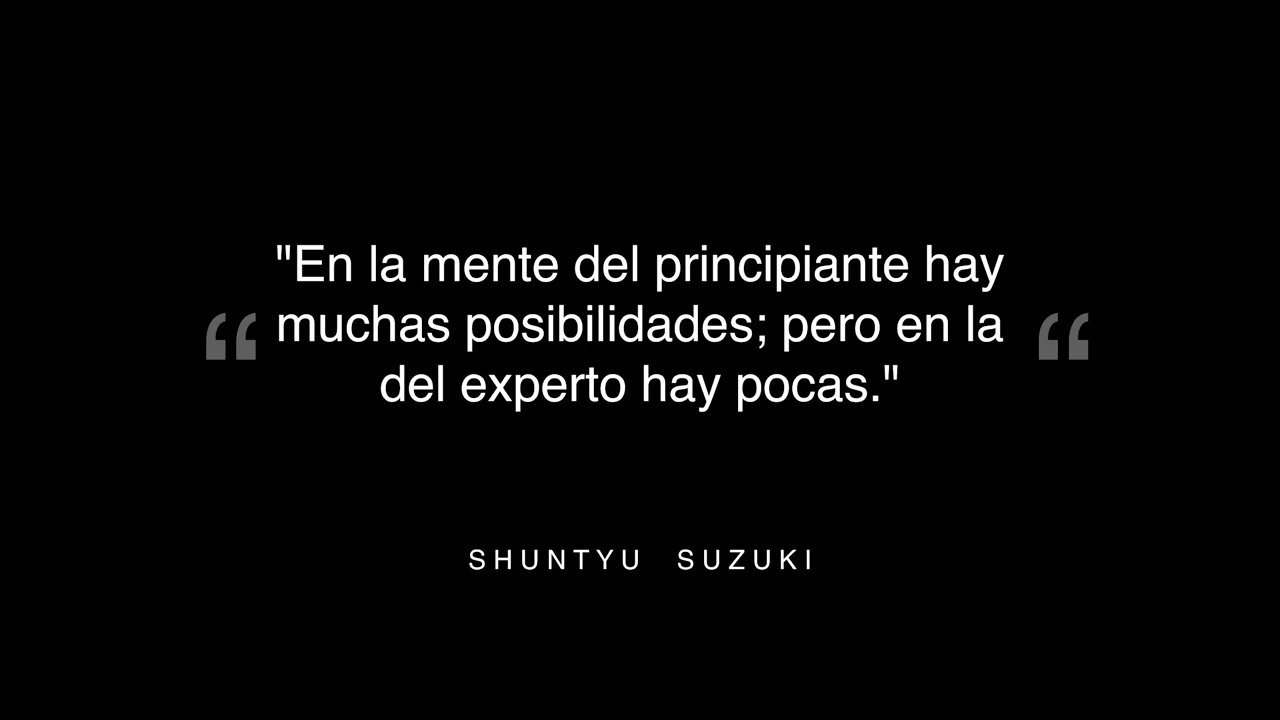 "En la mente del principiante hay
muchas posibilidades; pero en la
del experto hay pocas."
SHUNTYU SUZUKI